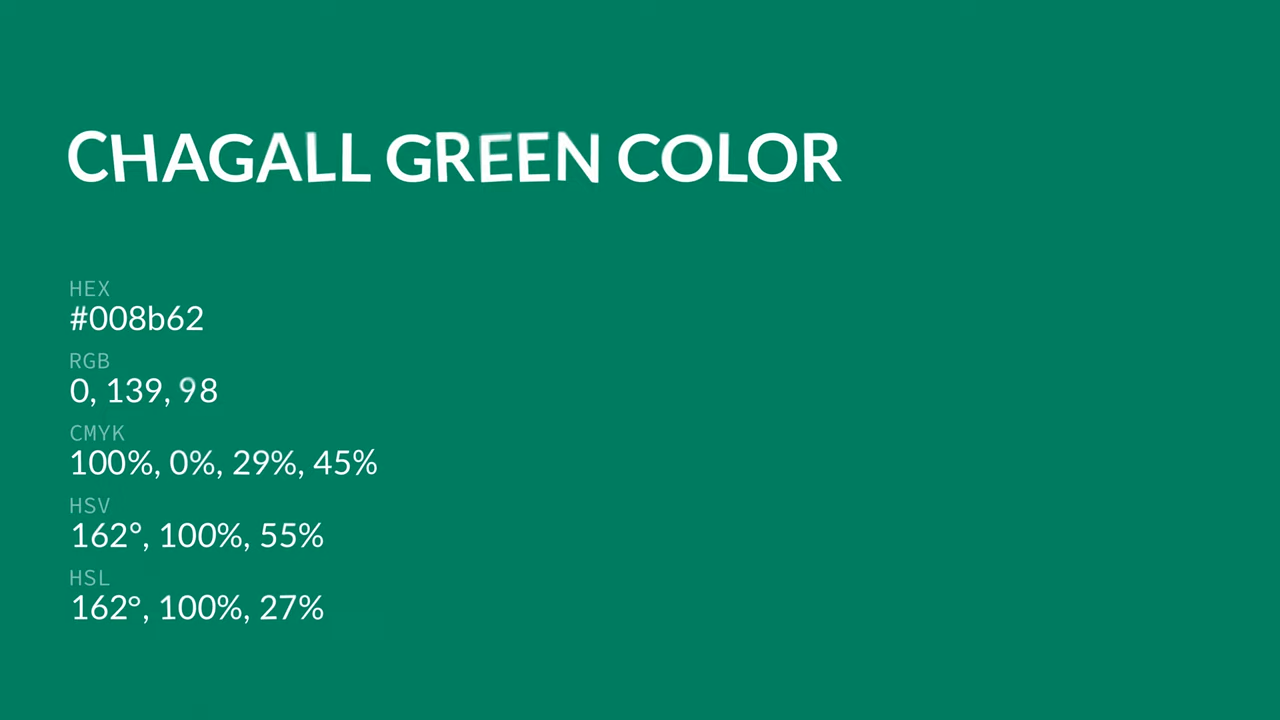 CHAGALL GREEN COLOR
HEX
#008b62
RGB
0, 139, 98
CMYK
100%, 0%, 29%, 45%
HSV
162°, 100%, 55%
HSL
162°, 100%, 27%